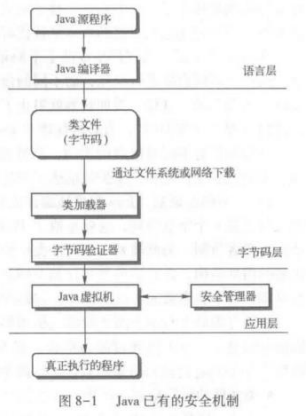 Java 源程序
Java 编译器
语言层
类文件
(字节码)
通过文件系统或网络下载
类加载器
字节码验证器
字节码层
Java 虚拟机
安全管理器
应用层
真正执行的程序
图 8-1 Java 已有的安全机制